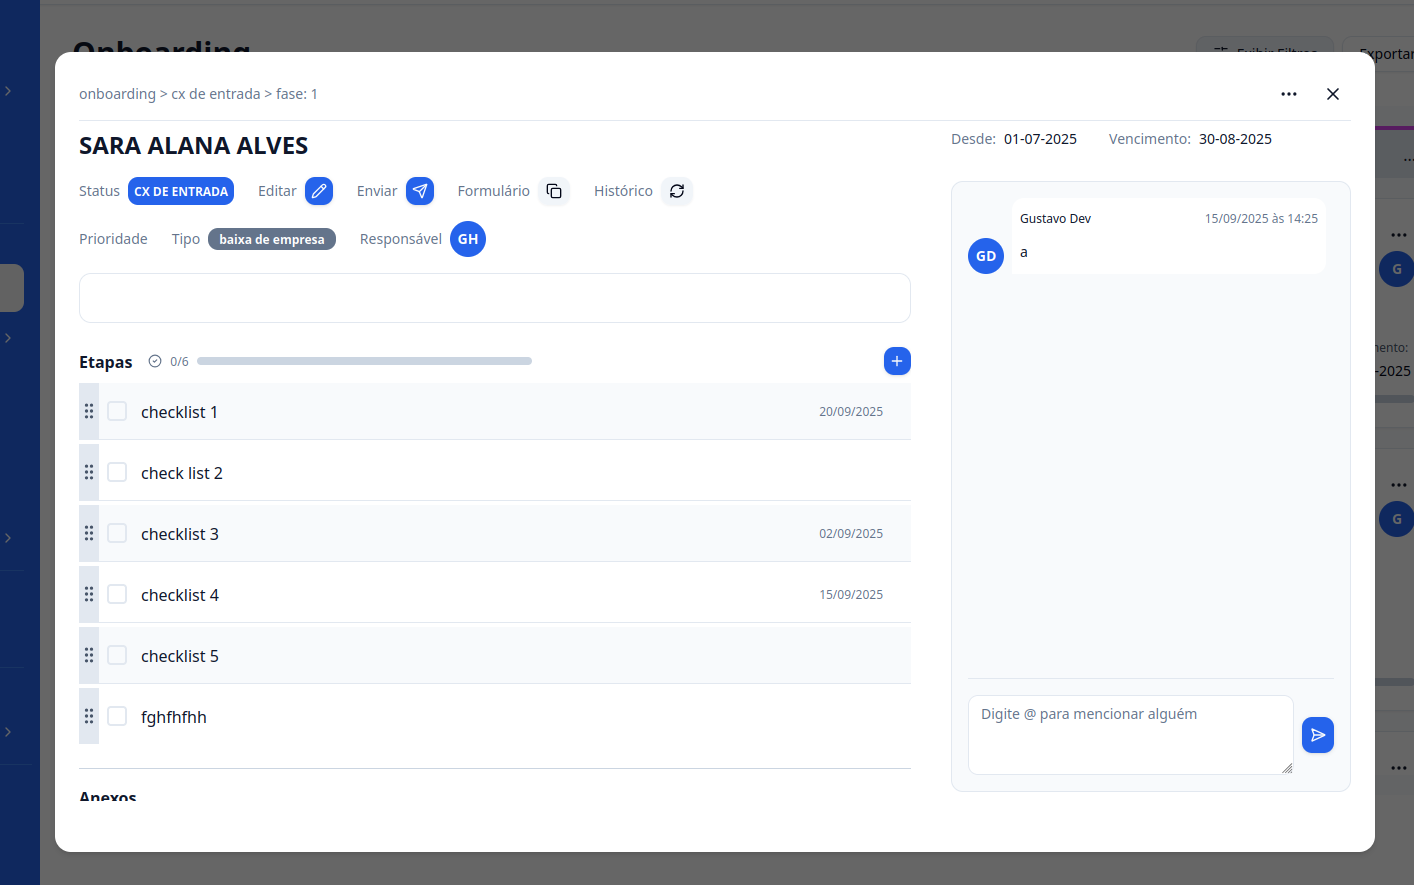 Onboarding
Exibir Filtros
Exportar
onboarding > cx de entrada > fase: 1
SARA ALANA ALVES
Desde: 01-07-2025 Vencimento: 30-08-2025
Status CX DE ENTRADA Editar Enviar Formulário Histórico
Prioridade Tipo baixa de empresa Responsável GH
Gustavo Dev 15/09/2025 às 14:25
GD
a
Etapas 0/6
checklist 1 20/09/2025
check list 2
checklist 3 02/09/2025
checklist 4 15/09/2025
checklist 5
fghfhfhh
Anexos
Digite @ para mencionar alguém
G
mento:
-2025
G